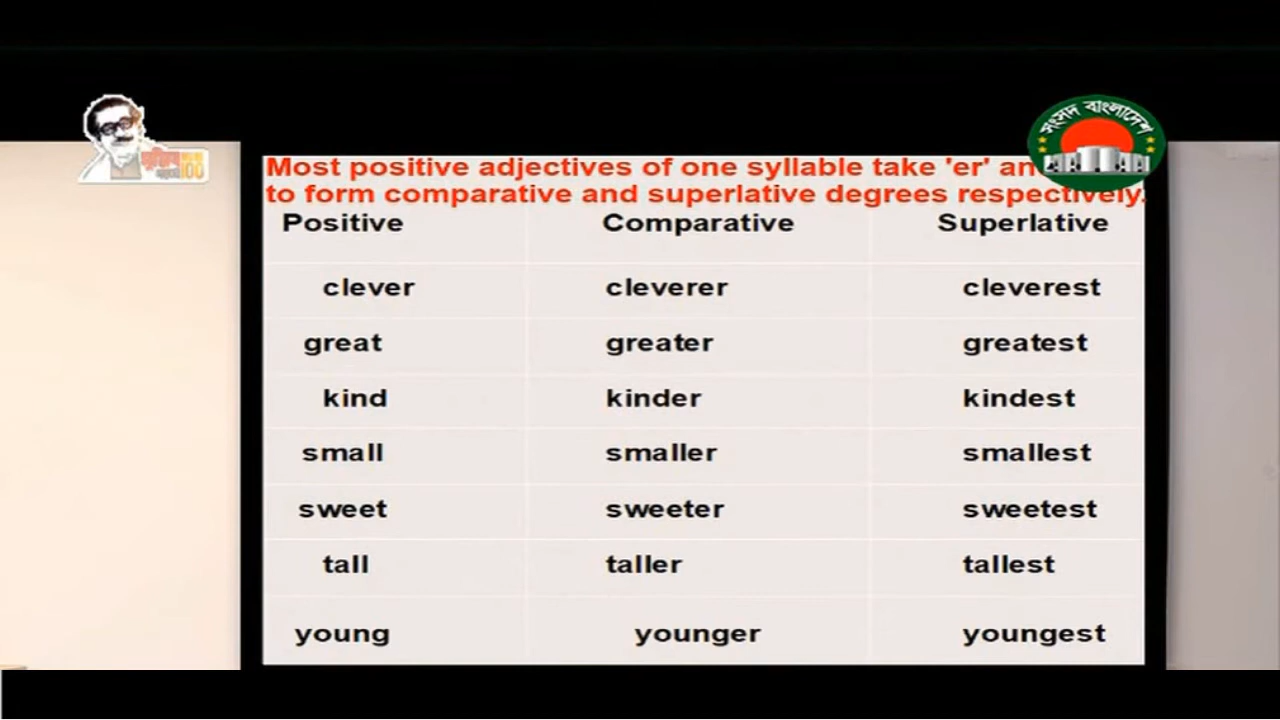 সংসদ বাংলাদেশ
Most positive adjectives of one syllable take 'er' an
to form comparative and superlative degrees respectively.
Positive Comparative Superlative
clever cleverer cleverest
great greater greatest
kind kinder kindest
small smaller smallest
sweet sweeter sweetest
tall taller tallest
young younger youngest